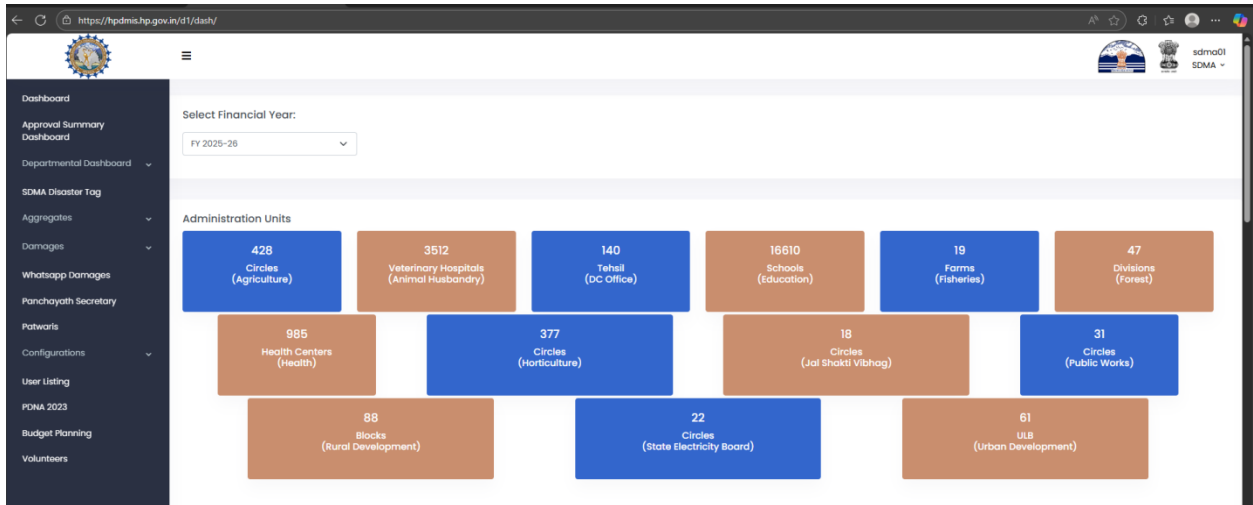 https://hpdmis.hp.gov.in/d1/dash/
sdma01
SDMA
Dashboard
Approval Summary
Dashboard
Departmental Dashboard
SDMA Disaster Tag
Aggregates
Damages
Whatsapp Damages
Panchayath Secretary
Patwaris
Configurations
User Listing
PDNA 2023
Budget Planning
Volunteers
Select Financial Year:
FY 2025-26
Administration Units
428
Circles
(Agriculture)
3512
Veterinary Hospitals
(Animal Husbandry)
140
Tehsil
(DC Office)
16610
Schools
(Education)
19
Farms
(Fisheries)
47
Divisions
(Forest)
985
Health Centers
(Health)
377
Circles
(Horticulture)
18
Circles
(Jal Shakti Vibhag)
31
Circles
(Public Works)
88
Blocks
(Rural Development)
22
Circles
(State Electricity Board)
61
ULB
(Urban Development)